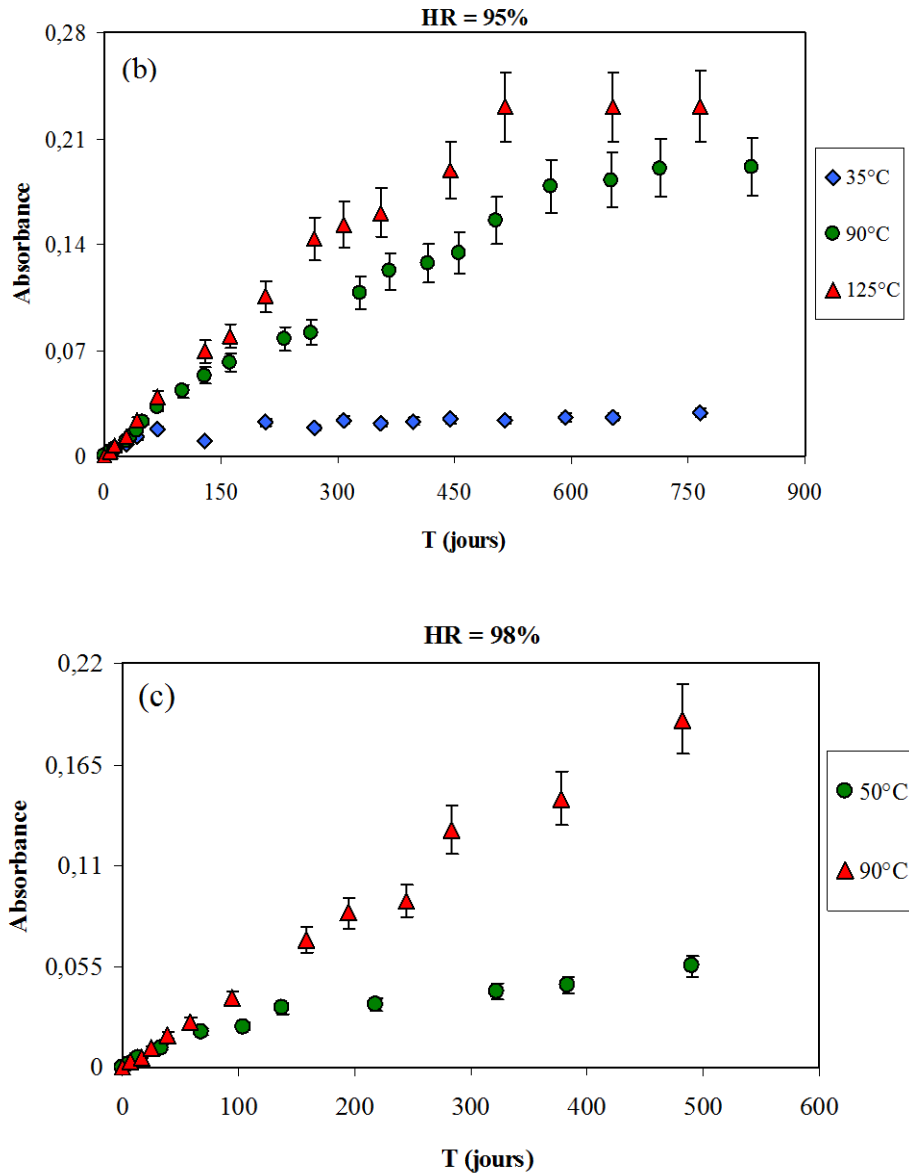 HR = 95%
(b)
0,28
0,21
0,14
0,07
0
Absorbance
0 150 300 450 600 750 900
T (jours)
35°C
90°C
125°C
HR = 98%
(c)
0,22
0,165
0,11
0,055
0
Absorbance
0 100 200 300 400 500 600
T (jours)
50°C
90°C